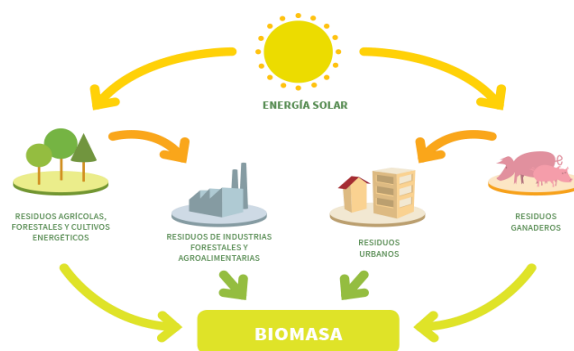 ENERGÍA SOLAR
RESIDUOS AGRÍCOLAS,
FORESTALES Y CULTIVOS
ENERGÉTICOS
RESIDUOS DE INDUSTRIAS
FORESTALES Y
AGROALIMENTARIAS
RESIDUOS
URBANOS
RESIDUOS
GANADEROS
BIOMASA